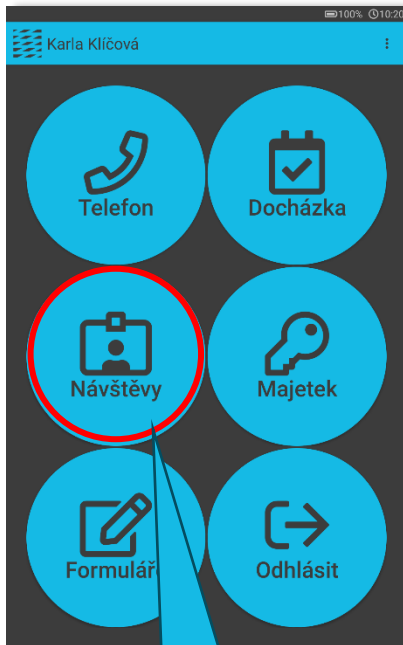 100% 10:20
Karla Klíčová
Telefon
Docházka
Návštěvy
Majetek
Odhlásit